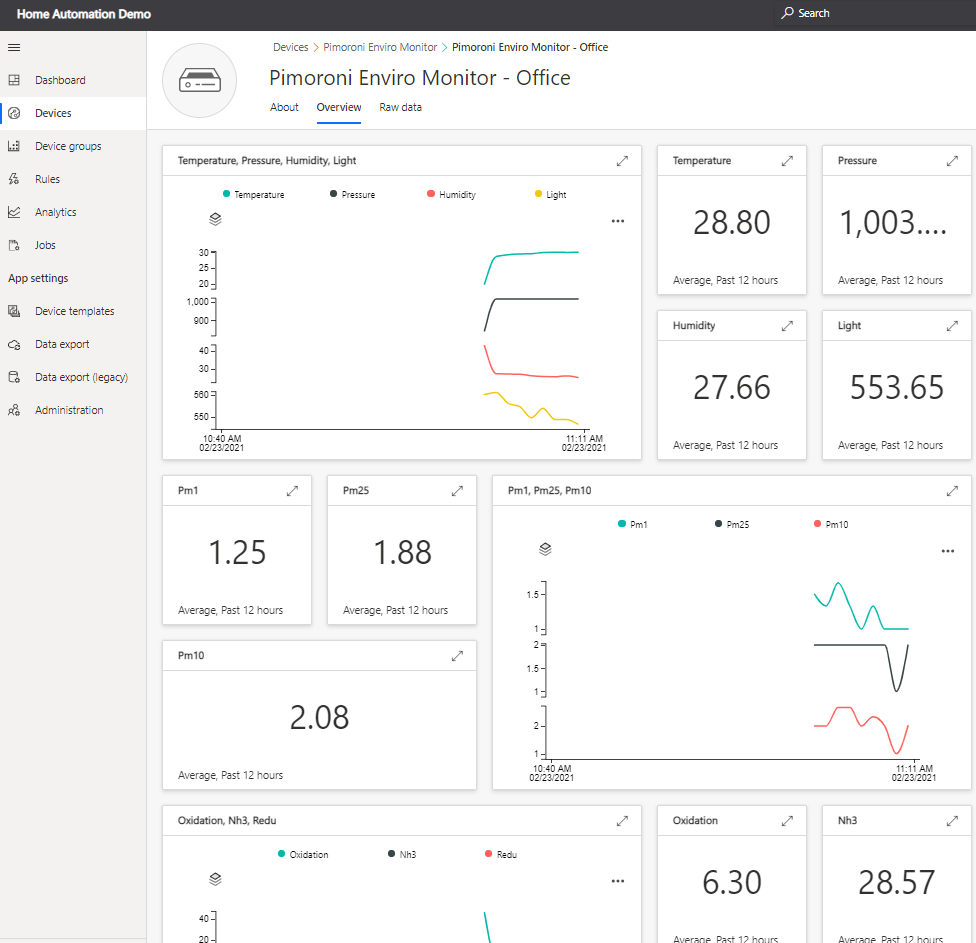 Home Automation Demo
Search
Dashboard
Devices
Device groups
Rules
Analytics
Jobs
App settings
Device templates
Data export
Data export (legacy)
Administration
Devices > Pimoroni Enviro Monitor > Pimoroni Enviro Monitor - Office
Pimoroni Enviro Monitor - Office
About Overview Raw data
Temperature, Pressure, Humidity, Light
Temperature Pressure Humidity Light
30
25
20
1,000
900
40
30
560
550
10:40 AM 11:11 AM
02/23/2021 02/23/2021
Temperature
28.80
Average, Past 12 hours
Pressure
1,003....
Average, Past 12 hours
Humidity
27.66
Average, Past 12 hours
Light
553.65
Average, Past 12 hours
Pm1
1.25
Average, Past 12 hours
Pm25
1.88
Average, Past 12 hours
Pm1, Pm25, Pm10
Pm1 Pm25 Pm10
1.5
1
2
1.5
1
2
1
10:40 AM 11:11 AM
02/23/2021 02/23/2021
Pm10
2.08
Average, Past 12 hours
Oxidation, Nh3, Redu
Oxidation Nh3 Redu
40
20
Oxidation
6.30
Average, Past 12 hours
Nh3
28.57
Average, Past 12 hours